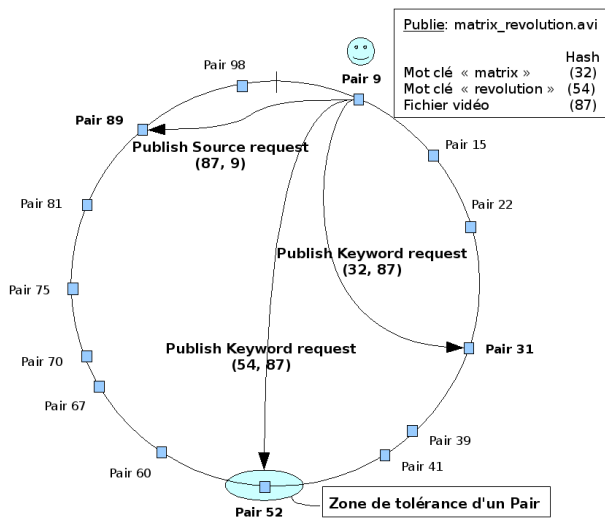 Publie: matrix_revolution.avi
Hash
Mot clé « matrix » (32)
Mot clé « revolution » (54)
Fichier vidéo (87)
Pair 98
Pair 9
Pair 89
Publish Source request
(87, 9)
Pair 15
Pair 81
Pair 22
Publish Keyword request
(32, 87)
Pair 75
Publish Keyword request
(54, 87)
Pair 31
Pair 70
Pair 67
Pair 39
Pair 41
Pair 60
Pair 52
Zone de tolérance d'un Pair